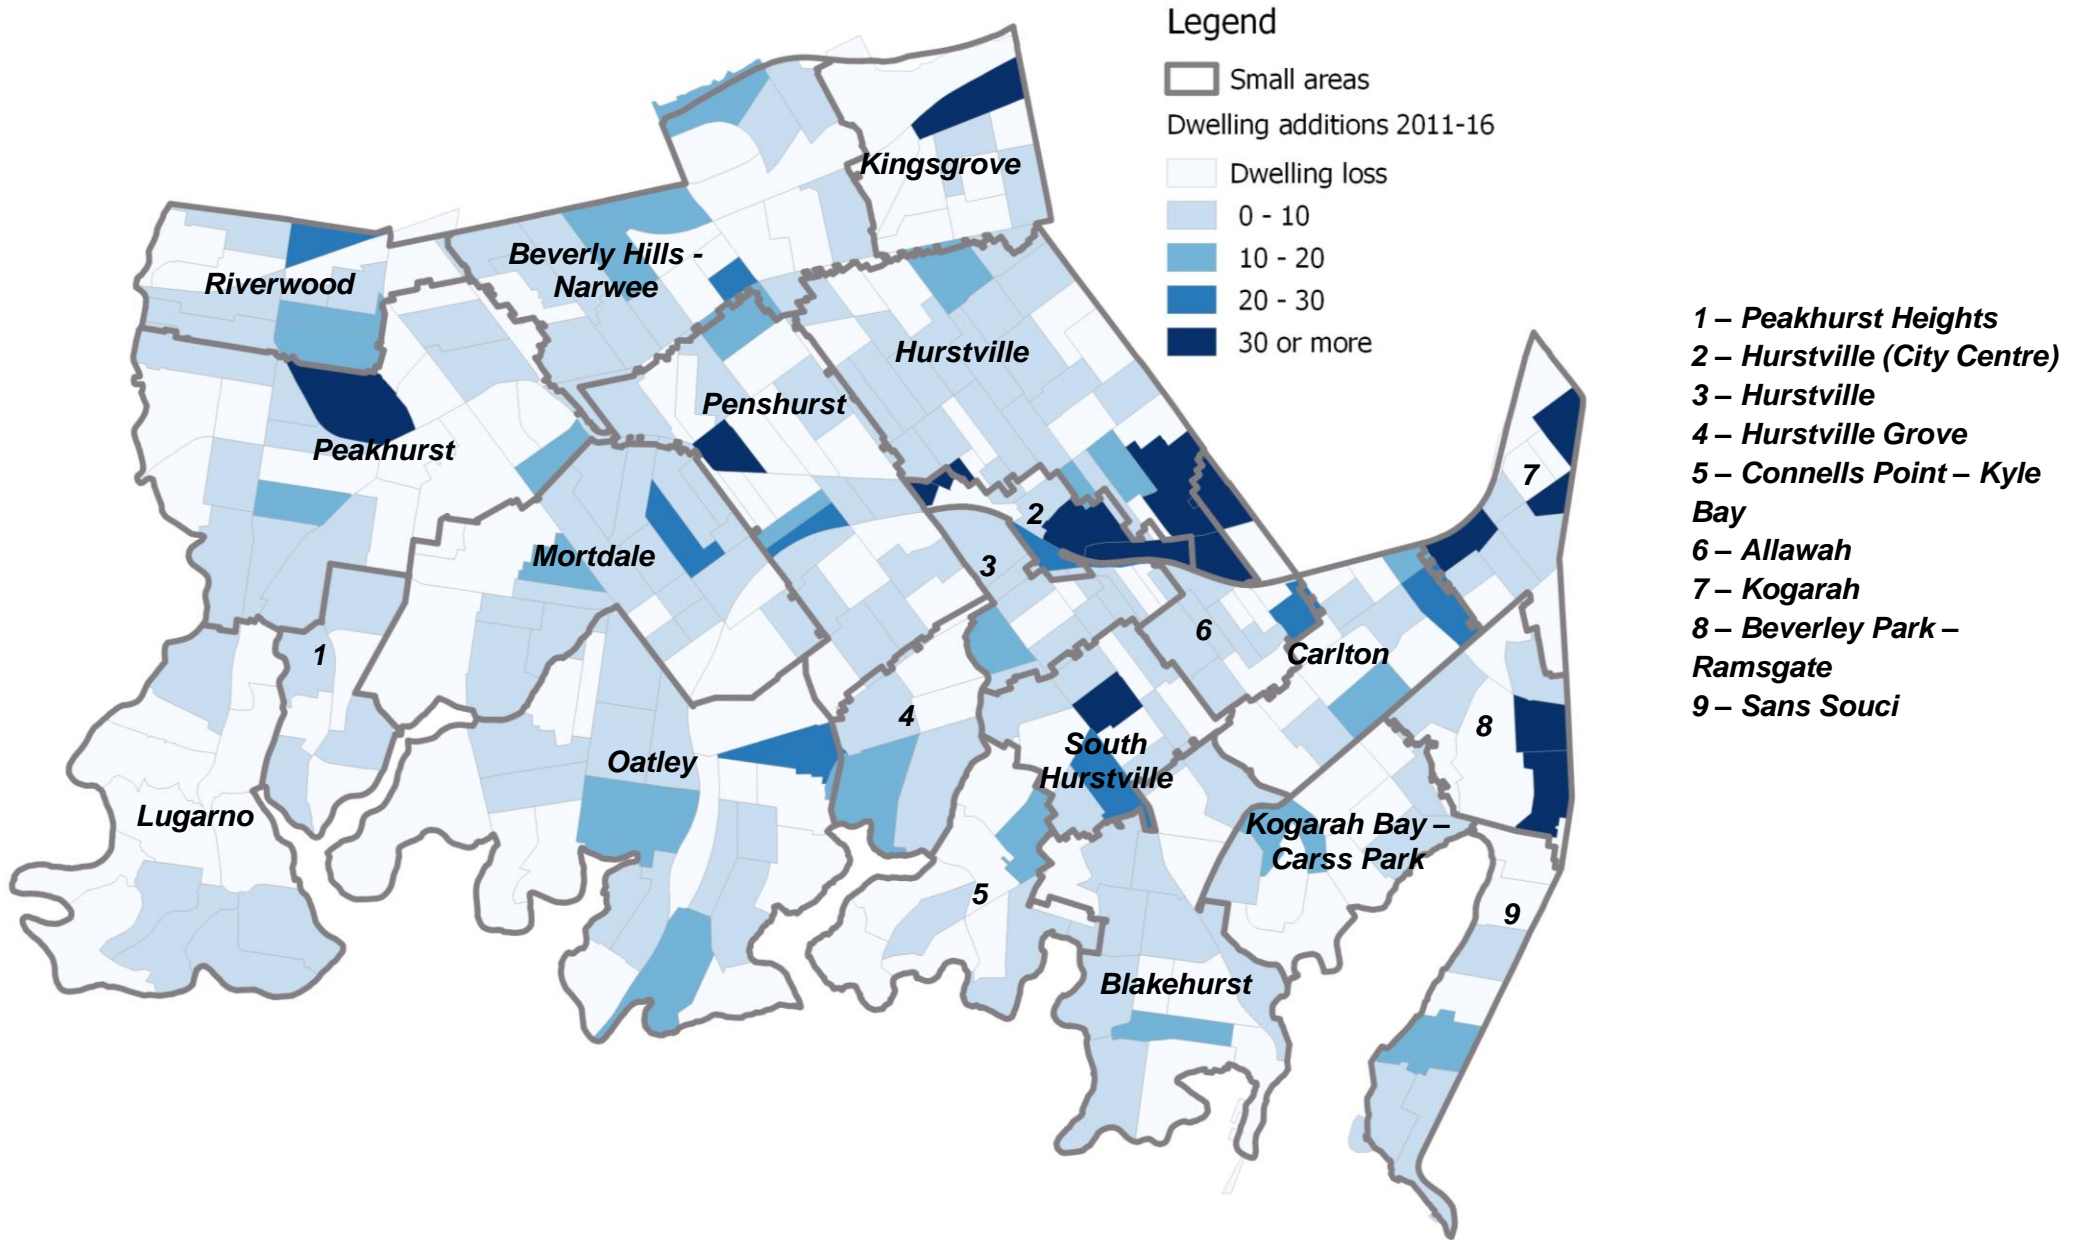 Legend
Small areas
Dwelling additions 2011-16
Dwelling loss
0 - 10
10 - 20
20 - 30
30 or more
1 – Peakhurst Heights
2 – Hurstville (City Centre)
3 – Hurstville
4 – Hurstville Grove
5 – Connells Point – Kyle
Bay
6 – Allawah
7 – Kogarah
8 – Beverley Park –
Ramsgate
9 – Sans Souci
Kingsgrove
Beverly Hills -
Narwee
Riverwood
Hurstville
Penshurst
Peakhurst
7
2
Mortdale
3
6
1
Carlton
4
8
South
Hurstville
Oatley
Lugarno
Kogarah Bay –
Carss Park
5
9
Blakehurst